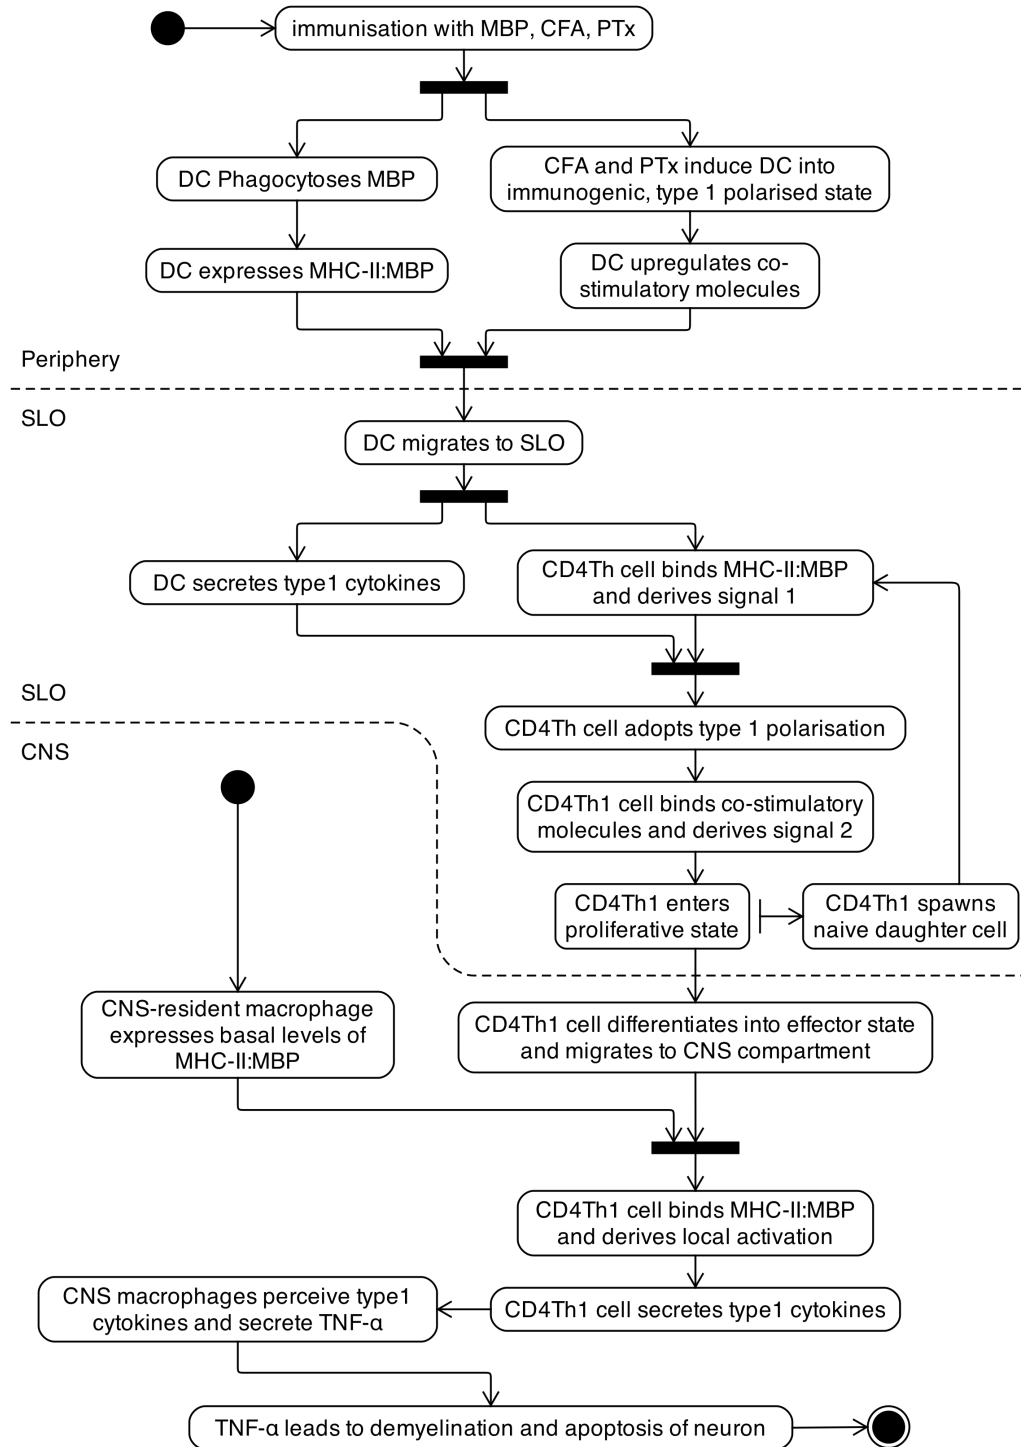 immunisation with MBP, CFA, PTx
DC Phagocytoses MBP
CFA and PTx induce DC into
immunogenic, type 1 polarised state
DC expresses MHC-II:MBP
DC upregulates co-
stimulatory molecules
Periphery
SLO
DC migrates to SLO
DC secretes type1 cytokines
CD4Th cell binds MHC-II:MBP
and derives signal 1
SLO
CD4Th cell adopts type 1 polarisation
CNS
CD4Th1 cell binds co-stimulatory
molecules and derives signal 2
CD4Th1 enters
proliferative state
CD4Th1 spawns
naive daughter cell
CNS-resident macrophage
expresses basal levels of
MHC-II:MBP
CD4Th1 cell differentiates into effector state
and migrates to CNS compartment
CD4Th1 cell binds MHC-II:MBP
and derives local activation
CNS macrophages perceive type1
cytokines and secrete TNF-α
CD4Th1 cell secretes type1 cytokines
TNF-α leads to demyelination and apoptosis of neuron